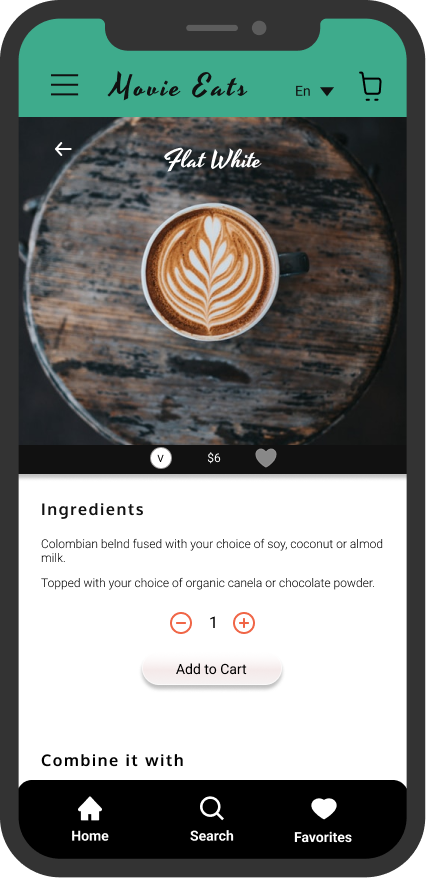 Movie Eats
En
Flat White
V
$6
Ingredients
Colombian belnd fused with your choice of soy, coconut or almod
milk.
Topped with your choice of organic canela or chocolate powder.
1
Add to Cart
Combine it with
Home
Search
Favorites